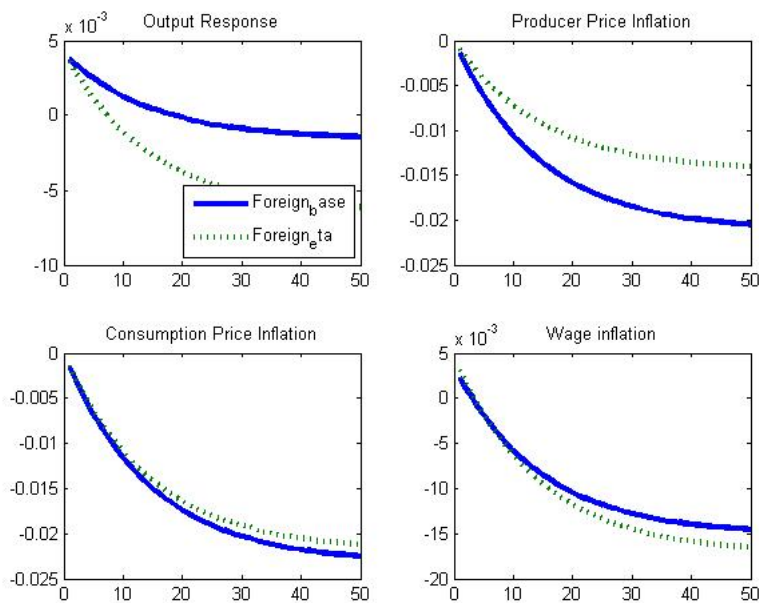 x 10⁻³
Output Response
5
0
-5
-10
0 10 20 30 40 50
Foreign_base
Foreign_eta
Producer Price Inflation
0
-0.005
-0.01
-0.015
-0.02
-0.025
0 10 20 30 40 50
Consumption Price Inflation
0
-0.005
-0.01
-0.015
-0.02
-0.025
0 10 20 30 40 50
x 10⁻³
Wage inflation
5
0
-5
-10
-15
-20
0 10 20 30 40 50